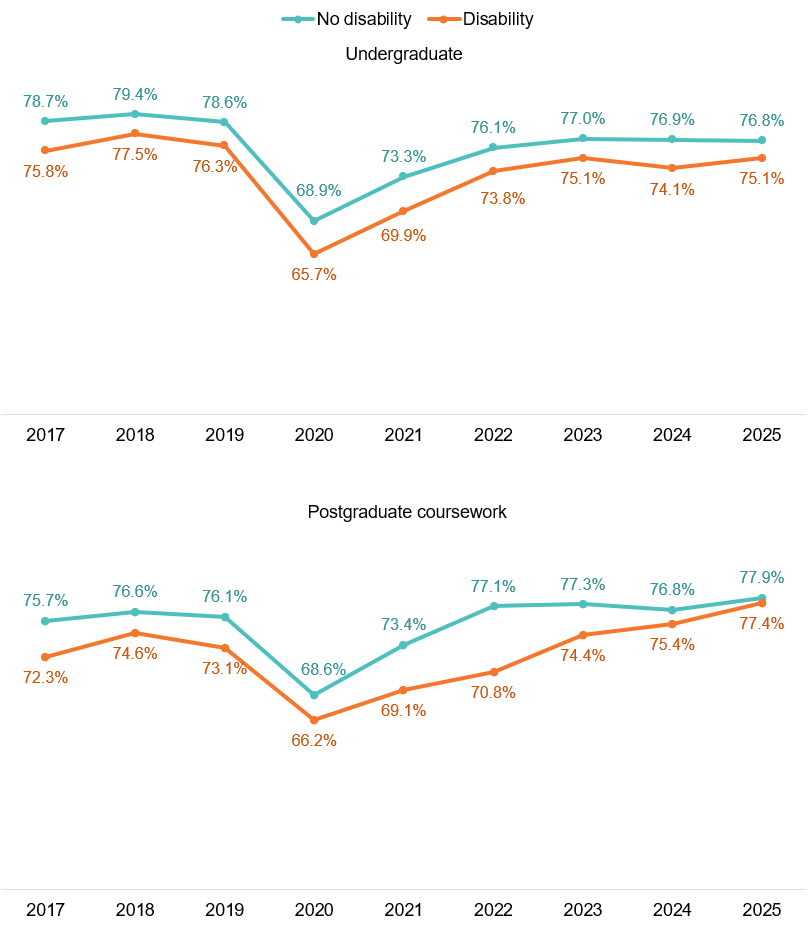 No disability Disability
Undergraduate
78.7% 79.4% 78.6% 68.9% 73.3% 76.1% 77.0% 76.9% 76.8%
75.8% 77.5% 76.3% 65.7% 69.9% 73.8% 75.1% 74.1% 75.1%
2017 2018 2019 2020 2021 2022 2023 2024 2025
Postgraduate coursework
75.7% 76.6% 76.1% 68.6% 73.4% 77.1% 77.3% 76.8% 77.9%
72.3% 74.6% 73.1% 66.2% 69.1% 70.8% 74.4% 75.4% 77.4%
2017 2018 2019 2020 2021 2022 2023 2024 2025